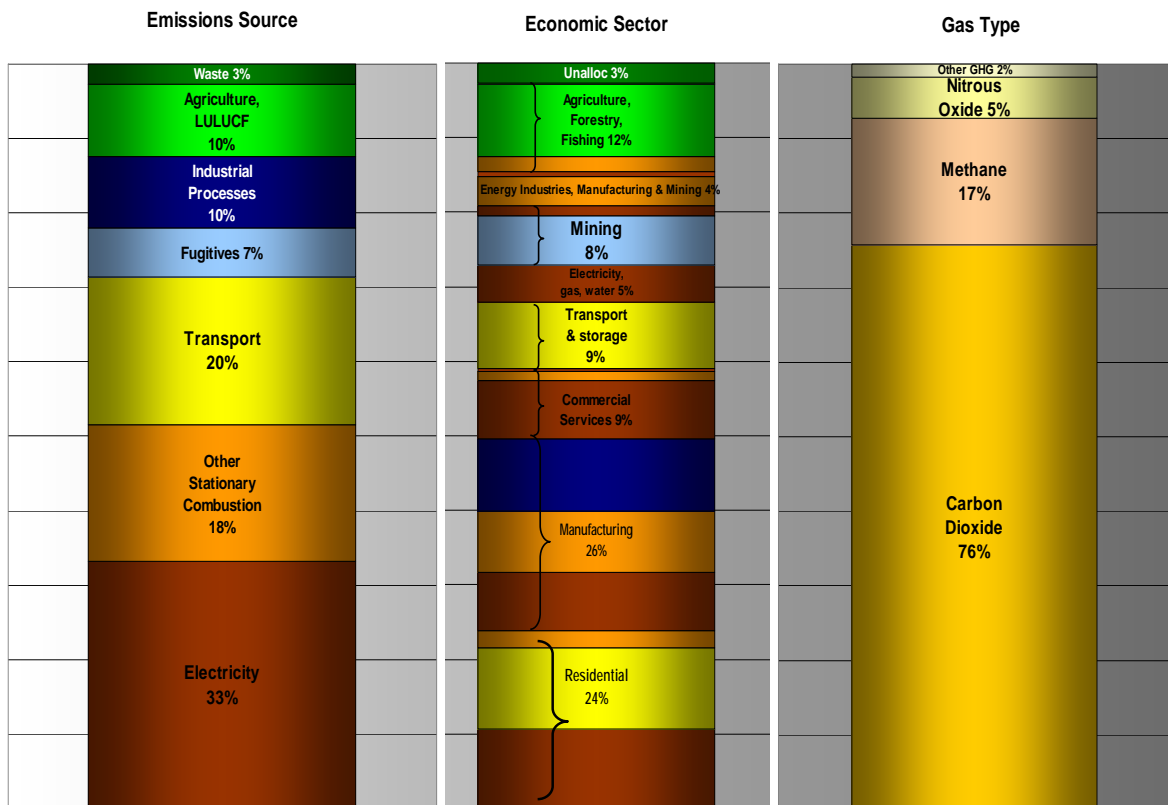 Emissions Source
Waste 3%
Agriculture,
LULUCF
10%
Industrial
Processes
10%
Fugitives 7%
Transport
20%
Other
Stationary
Combustion
18%
Electricity
33%
Economic Sector
Unalloc 3%
Agriculture,
Forestry,
Fishing 12%
Energy Industries, Manufacturing & Mining 4%
Mining
8%
Electricity,
gas, water 5%
Transport
& storage
9%
Commercial
Services 9%
Manufacturing
26%
Residential
24%
Gas Type
Other GHG 2%
Nitrous
Oxide 5%
Methane
17%
Carbon
Dioxide
76%